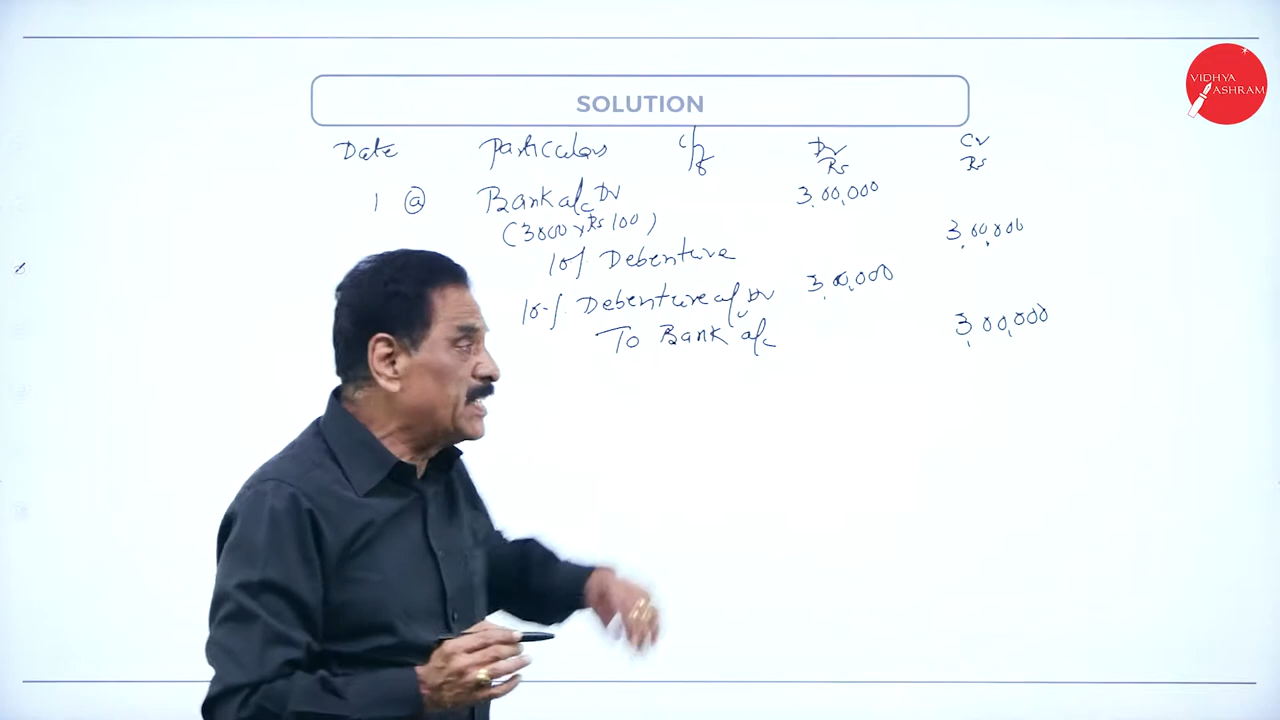 VIDHYA
ASHRAM
SOLUTION
Date Particulars Dr Cr
Rs Rs
1 @ Bank a/c Dr 3,00,000
(3000 x Rs 100)
10% Debenture 3,00,000
10% Debenture a/c Dr 3,00,000
To Bank a/c 3,00,000